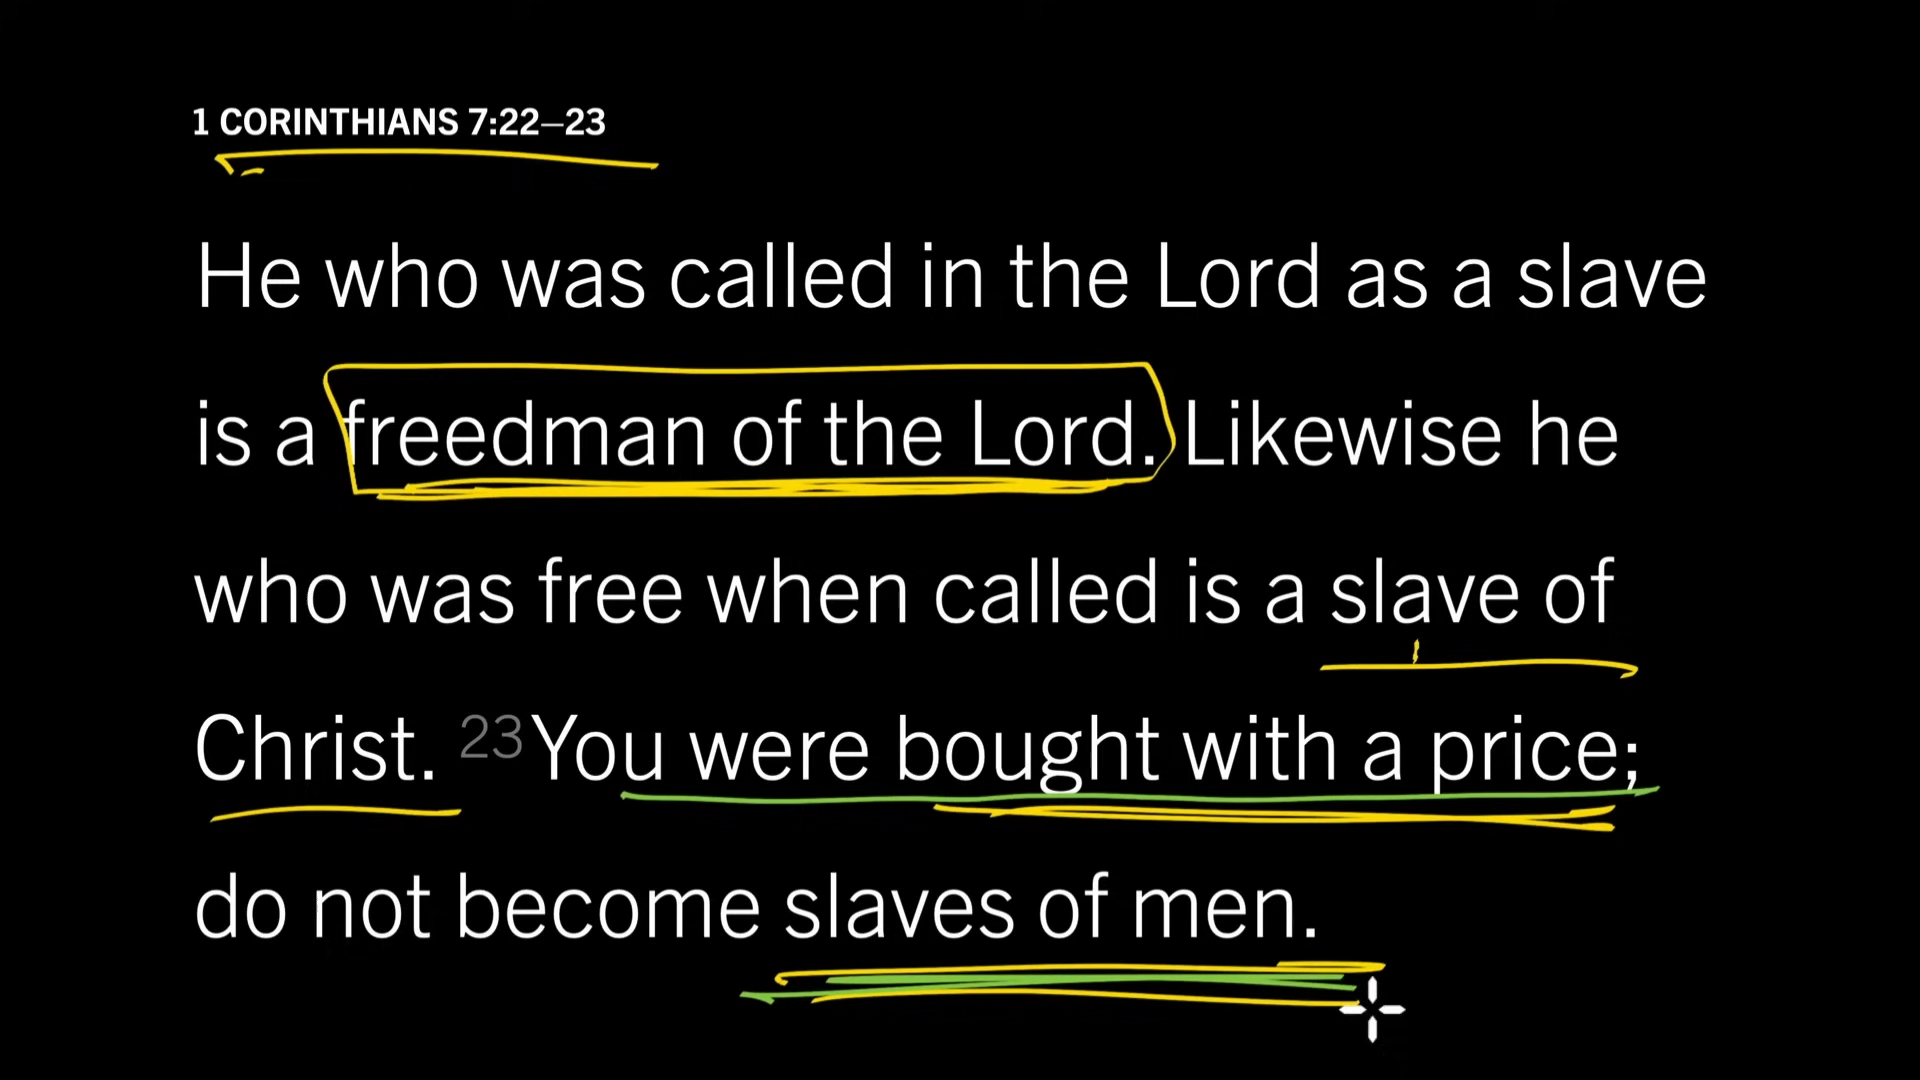 1 CORINTHIANS 7:22–23
He who was called in the Lord as a slave
is a freedman of the Lord. Likewise he
who was free when called is a slave of
Christ. 23 You were bought with a price;
do not become slaves of men.